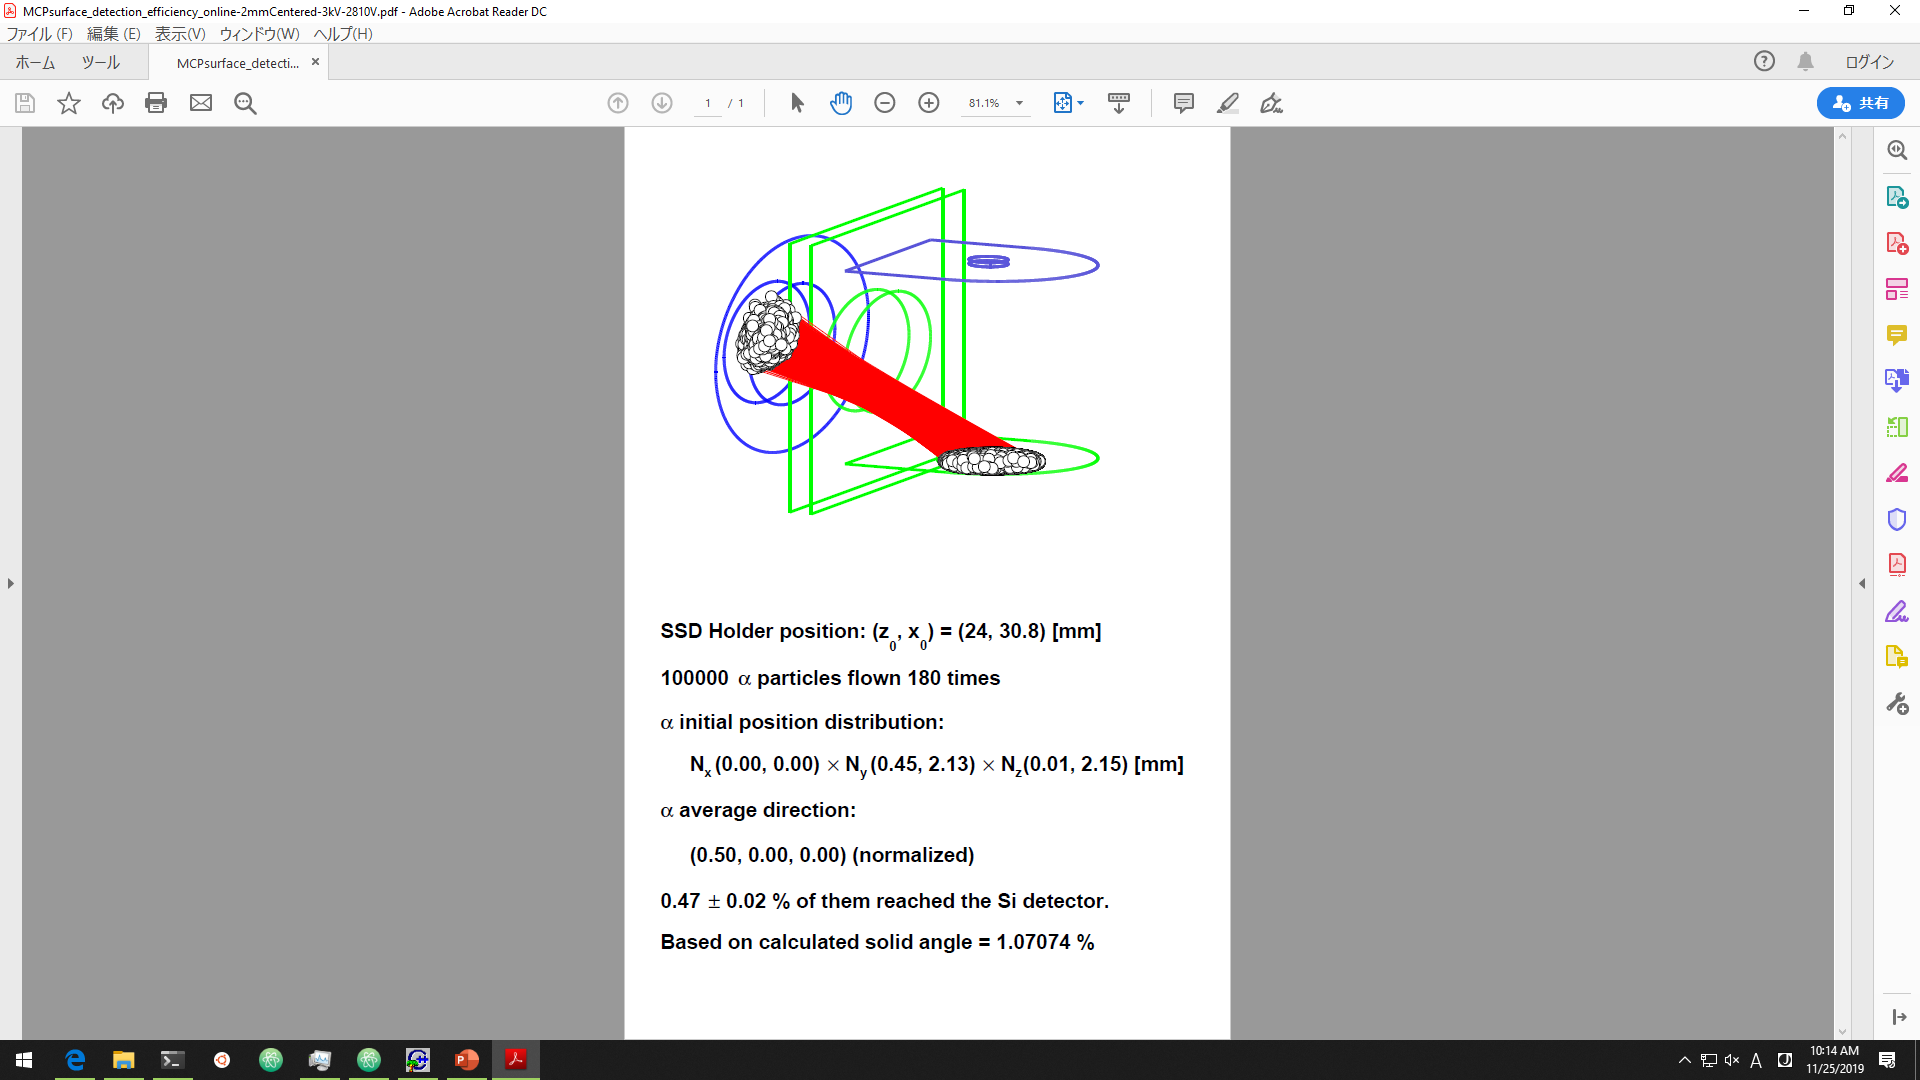 MCPsurface_detection_efficiency_online-2mmCentered-3kV-2810V.pdf - Adobe Acrobat Reader DC
ファイル (F) 編集 (E) 表示(V) ウィンドウ(W) ヘルプ(H)
ホーム ツール MCPsurface_detecti... × ログイン
1 / 1 81.1% 共有
SSD Holder position: (z0, x0) = (24, 30.8) [mm]
100000 α particles flown 180 times
α initial position distribution:
Nx (0.00, 0.00) × Ny (0.45, 2.13) × Nz(0.01, 2.15) [mm]
α average direction:
(0.50, 0.00, 0.00) (normalized)
0.47 ± 0.02 % of them reached the Si detector.
Based on calculated solid angle = 1.07074 %
A 10:14 AM
11/25/2019